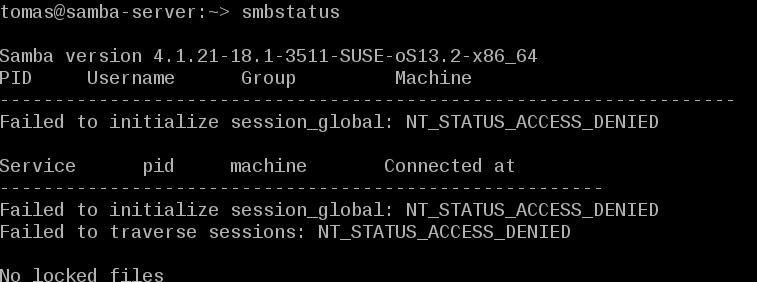 tomas@samba-server:~> smbstatus

Samba version 4.1.21-18.1-3511-SUSE-oS13.2-x86_64
PID     Username      Group         Machine
-------------------------------------------------------------------
Failed to initialize session_global: NT_STATUS_ACCESS_DENIED

Service      pid     machine       Connected at
-------------------------------------------------------
Failed to initialize session_global: NT_STATUS_ACCESS_DENIED
Failed to traverse sessions: NT_STATUS_ACCESS_DENIED

No locked files